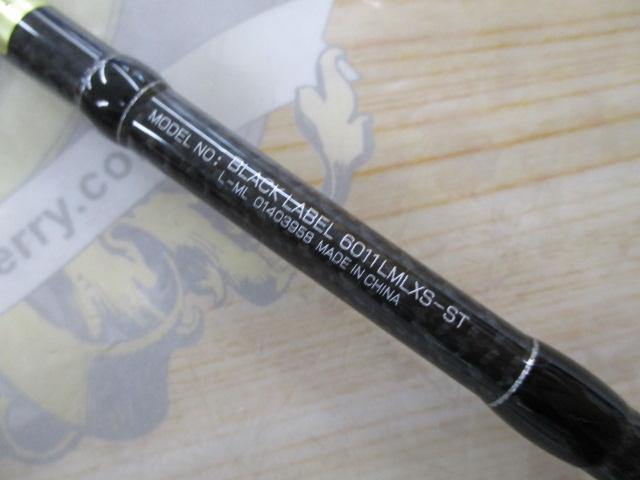 MODEL NO: BLACK LABEL 6011LMLXS-ST
L-ML 01403958 MADE IN CHINA
erry.co